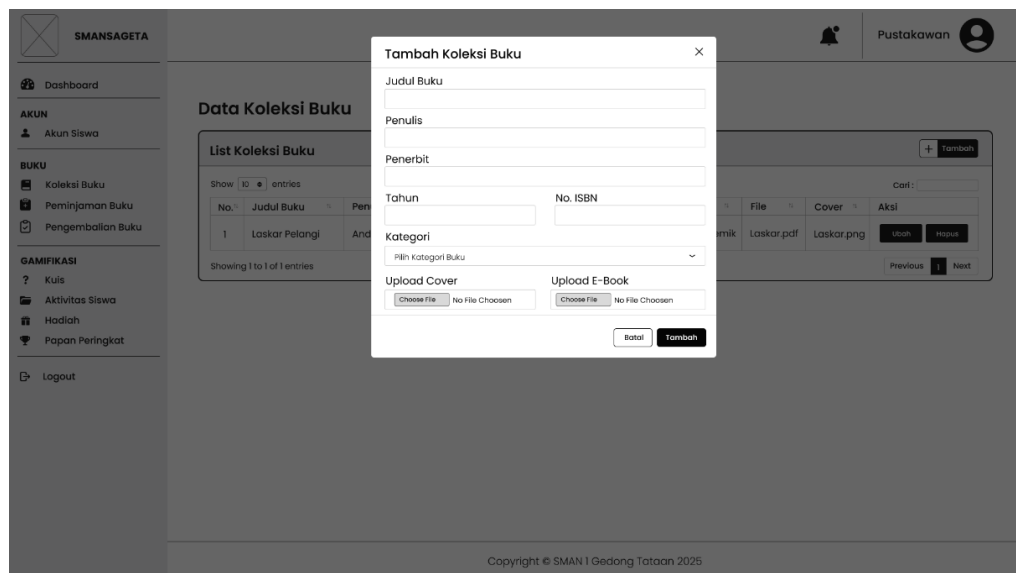 SMANSAGETA
Pustakawan
Dashboard
AKUN
Akun Siswa
BUKU
Koleksi Buku
Peminjaman Buku
Pengembalian Buku
GAMIFIKASI
? Kuis
Aktivitas Siswa
Hadiah
Papan Peringkat
Logout
Data Koleksi Buku
List Koleksi Buku
+ Tambah
Show 10 entries
Cari :
No. Judul Buku File Cover Aksi
1 Laskar Pelangi Laskar.pdf Laskar.png Ubah Hapus
Showing 1 to 1 of 1 entries
Previous 1 Next
Tambah Koleksi Buku
Judul Buku
Penulis
Penerbit
Tahun No. ISBN
Kategori
Pilih Kategori Buku
Upload Cover Upload E-Book
Choose File No File Choosen Choose File No File Choosen
Batal Tambah
Copyright © SMAN 1 Gedong Tataan 2025